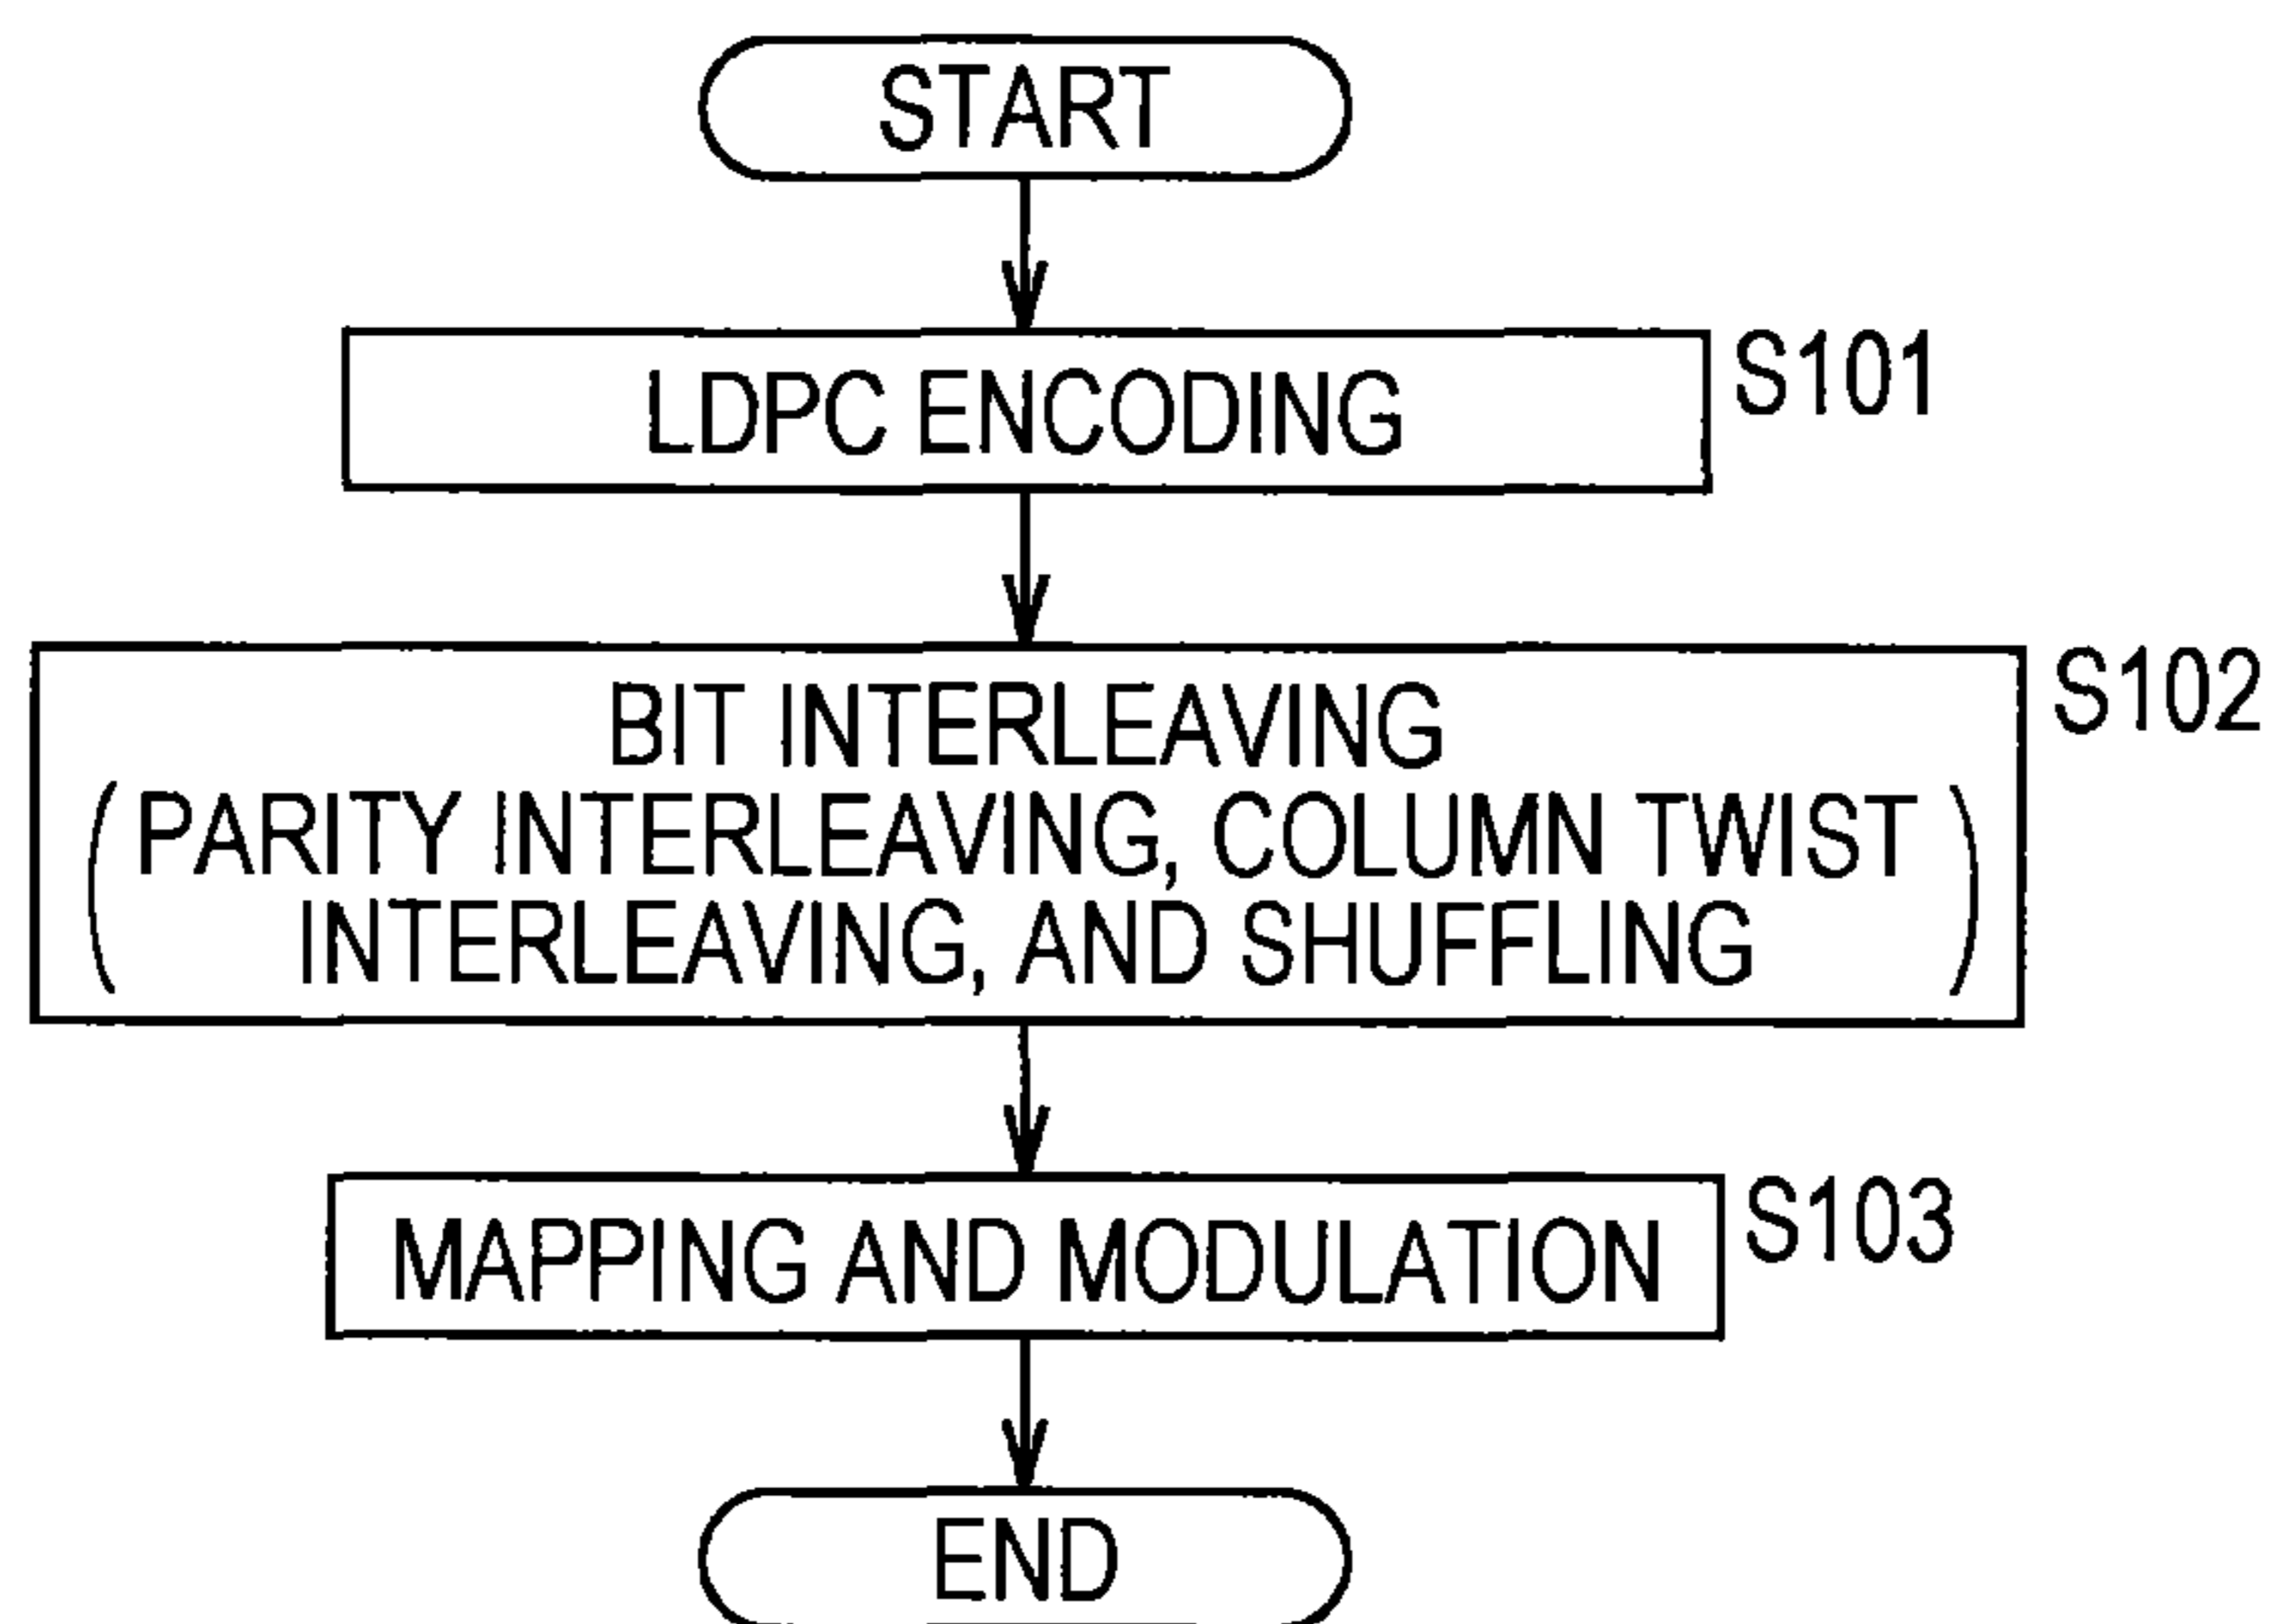 START
LDPC ENCODING
S101
BIT INTERLEAVING
S102
(PARITY INTERLEAVING, COLUMN TWIST
INTERLEAVING, AND SHUFFLING)
MAPPING AND MODULATION
S103
END